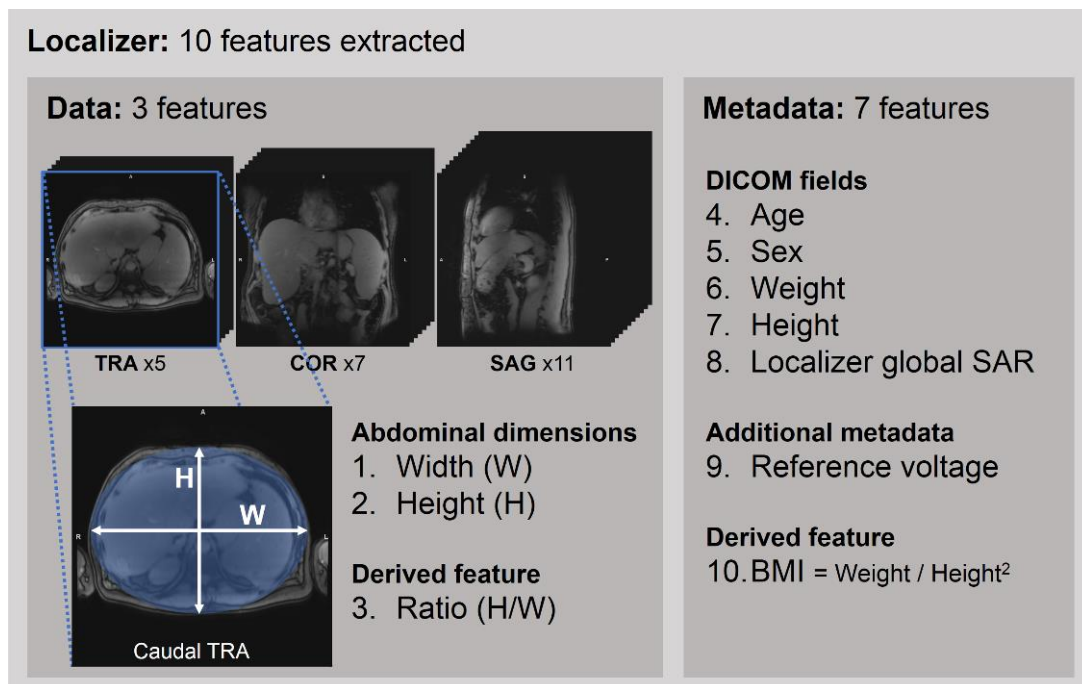 Localizer: 10 features extracted
Data: 3 features
TRA x5
COR x7
SAG x11
H
W
Caudal TRA
Abdominal dimensions
1. Width (W)
2. Height (H)
Derived feature
3. Ratio (H/W)
Metadata: 7 features
DICOM fields
4. Age
5. Sex
6. Weight
7. Height
8. Localizer global SAR
Additional metadata
9. Reference voltage
Derived feature
10. BMI = Weight / Height²